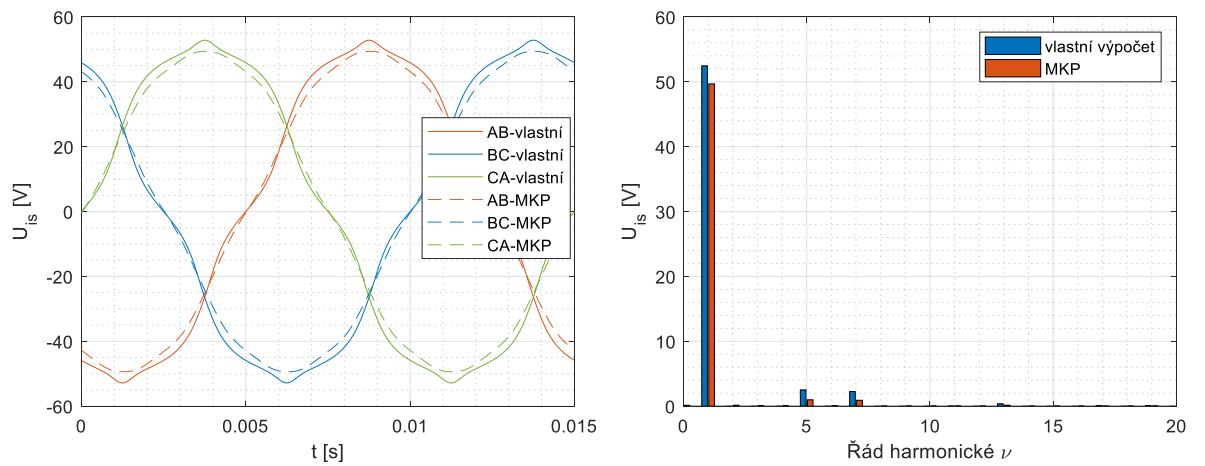 60
40
20
0
-20
-40
-60
U_is [V]
0
0.005
0.01
0.015
t [s]
AB-vlastní
BC-vlastní
CA-vlastní
AB-MKP
BC-MKP
CA-MKP
60
50
40
30
20
10
0
U_is [V]
0
5
10
15
20
Řád harmonické ν
vlastní výpočet
MKP